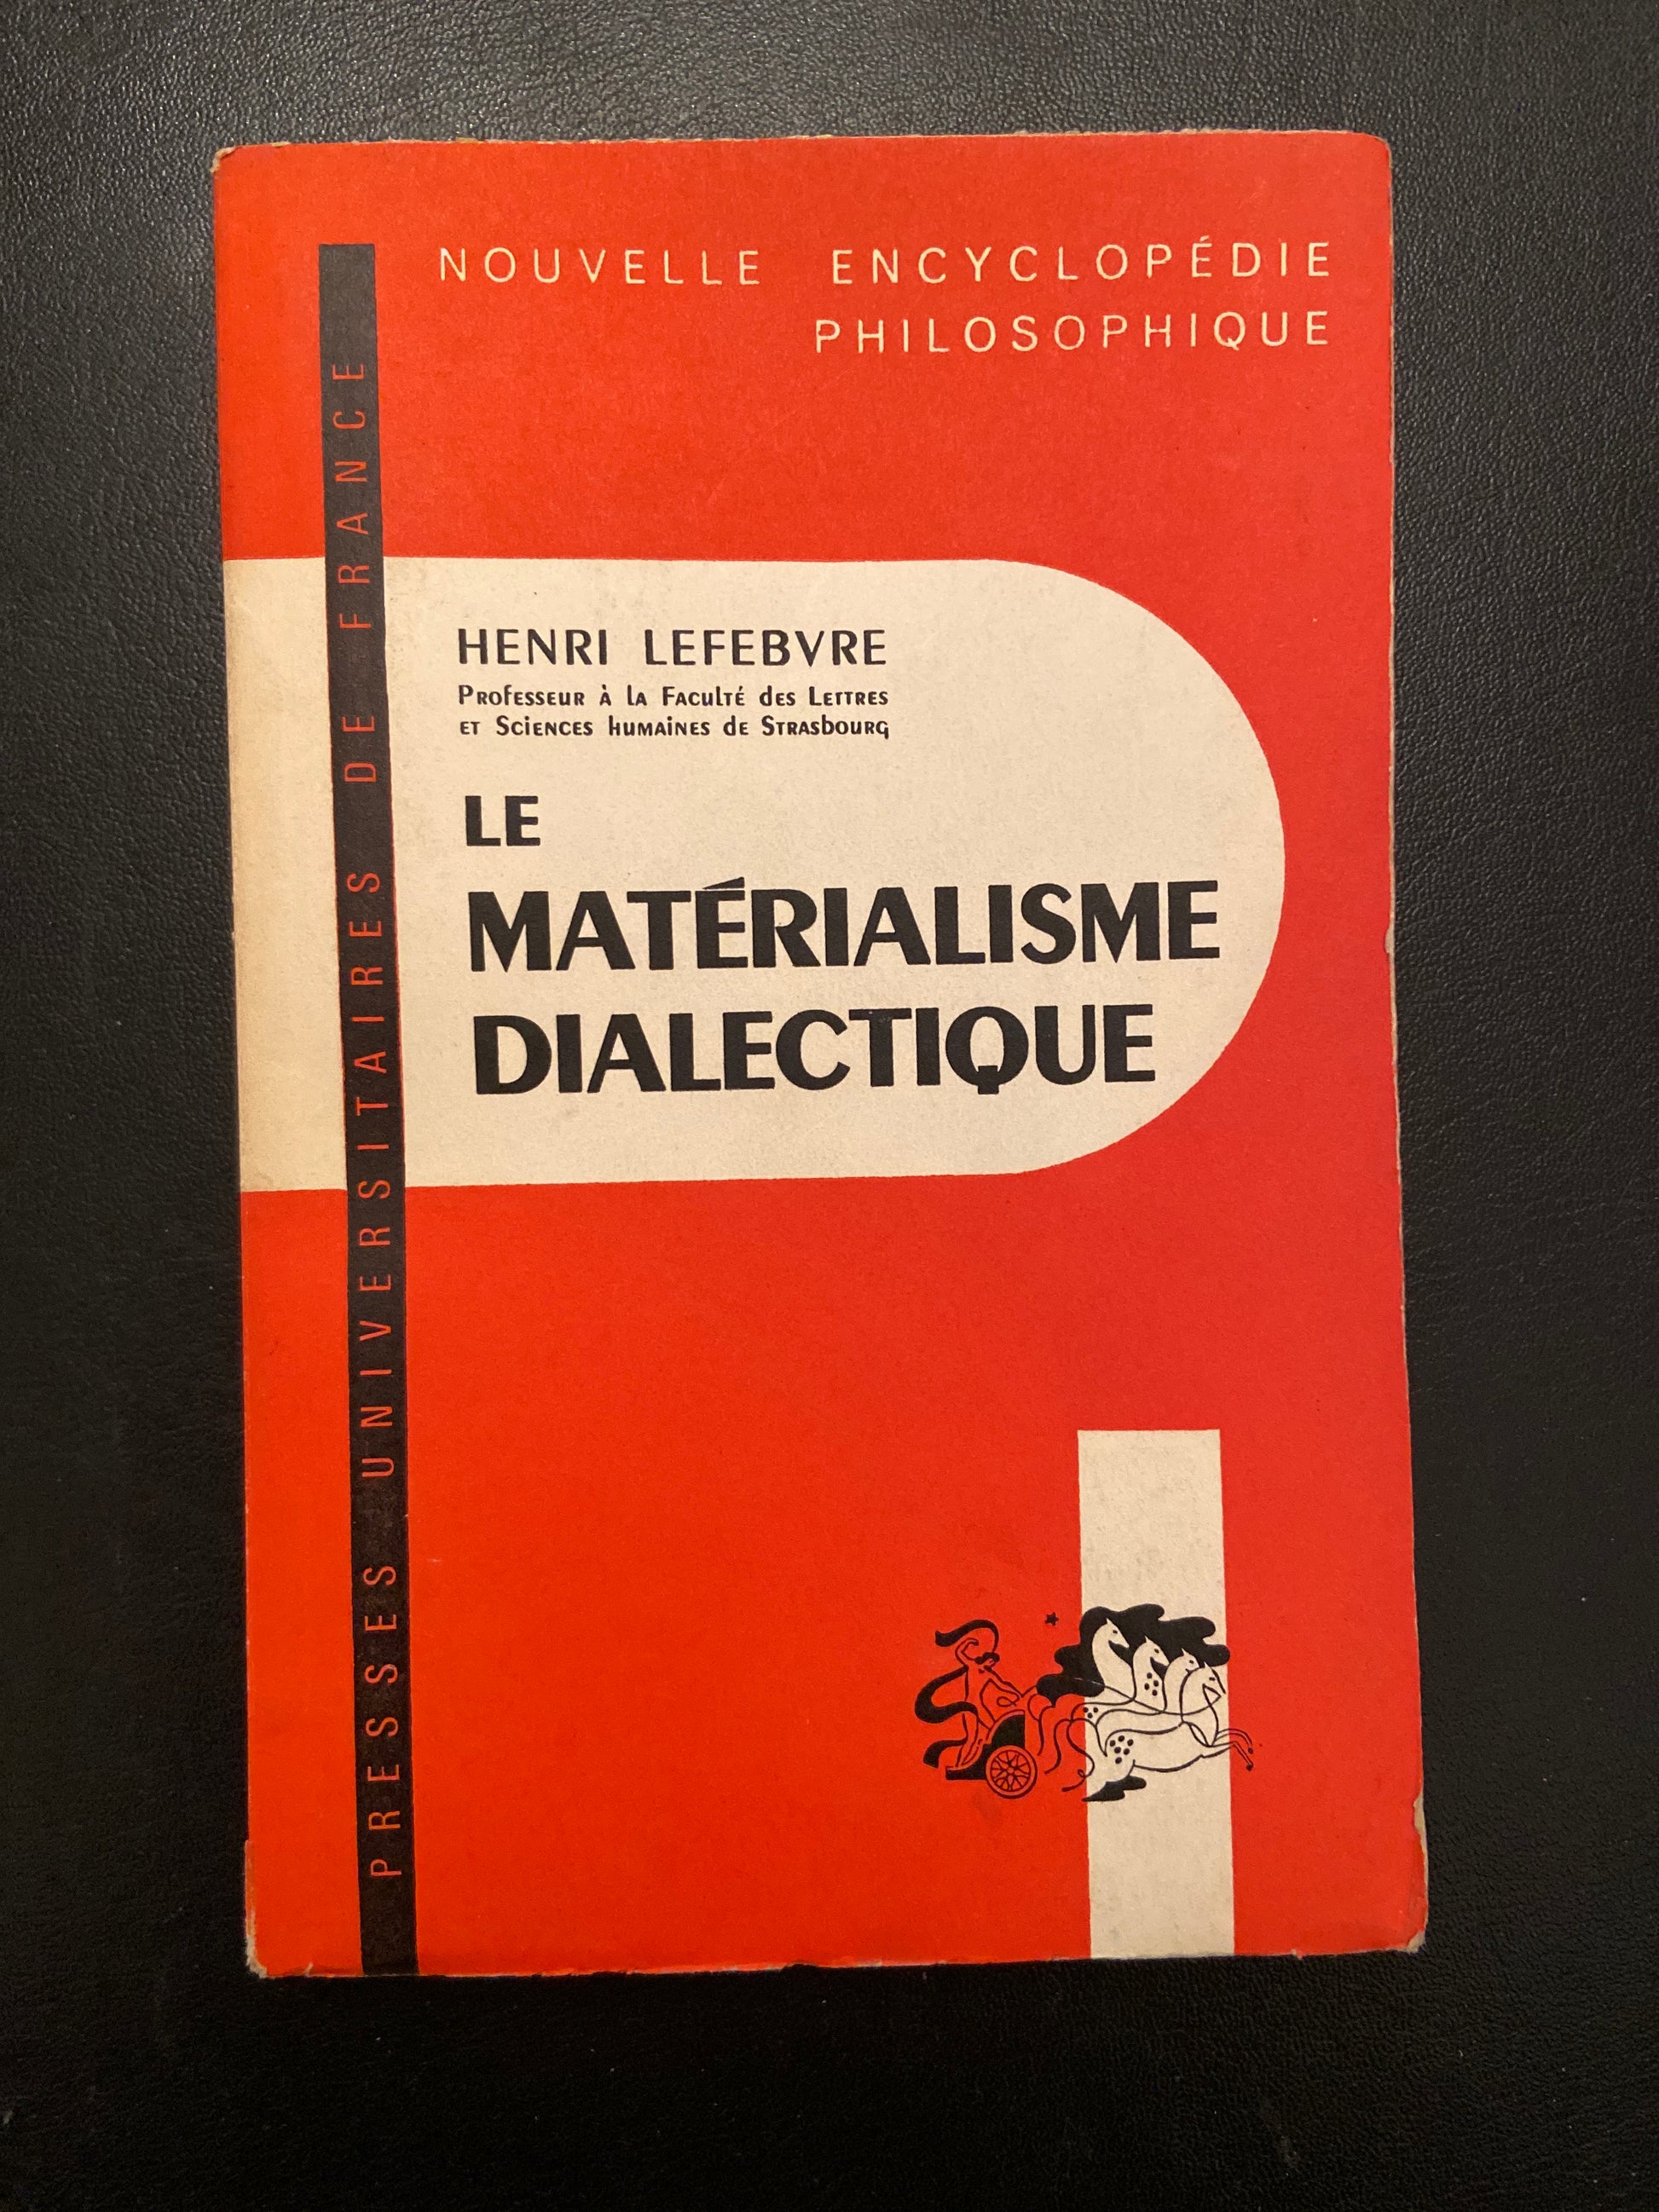 NOUVELLE ENCYCLOPÉDIE
PHILOSOPHIQUE
PRESSES UNIVERSITAIRES DE FRANCE
HENRI LEFEBVRE
Professeur à la Faculté des Lettres
et Sciences humaines de Strasbourg
LE
MATÉRIALISME
DIALECTIQUE